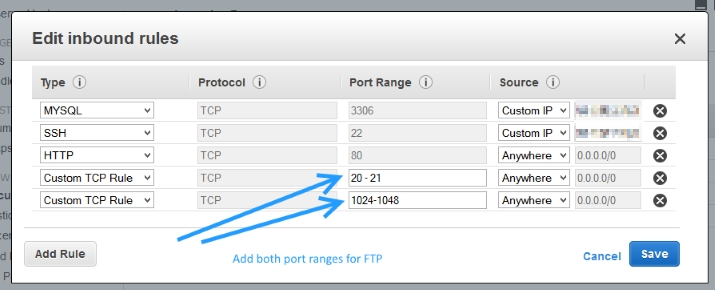 Edit inbound rules
Type Protocol Port Range Source
MYSQL TCP 3306 Custom IP
SSH TCP 22 Custom IP
HTTP TCP 80 Anywhere 0.0.0.0/0
Custom TCP Rule TCP 20 - 21 Anywhere 0.0.0.0/0
Custom TCP Rule TCP 1024-1048 Anywhere 0.0.0.0/0
Add Rule
Add both port ranges for FTP
Cancel Save